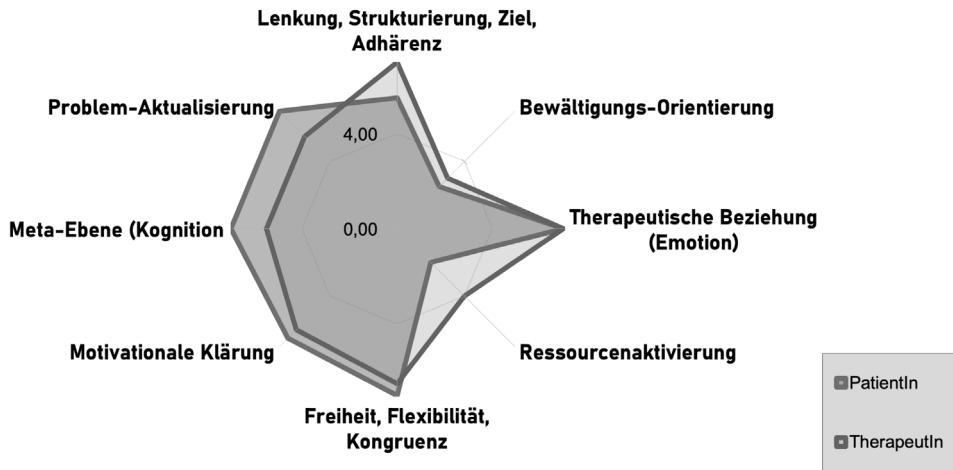 Lenkung, Strukturierung, Ziel,
Adhärenz
Problem-Aktualisierung
Bewältigungs-Orientierung
4,00
Meta-Ebene (Kognition
0,00
Therapeutische Beziehung
(Emotion)
Motivationale Klärung
Ressourcenaktivierung
Freiheit, Flexibilität,
Kongruenz
PatientIn
TherapeutIn